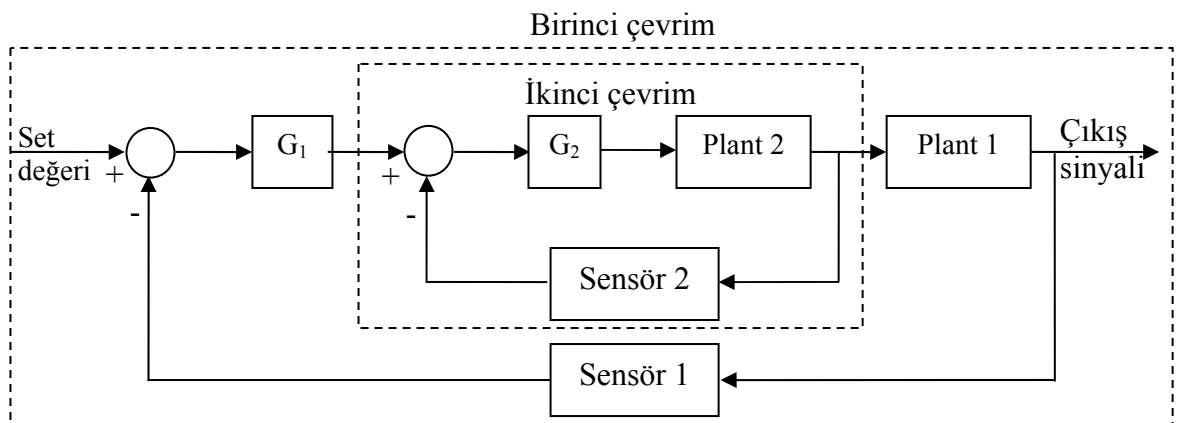 Birinci çevrim
İkinci çevrim
Set
değeri
+
-
G₁
+
-
G₂
Plant 2
Plant 1
Çıkış
sinyali
Sensör 2
Sensör 1